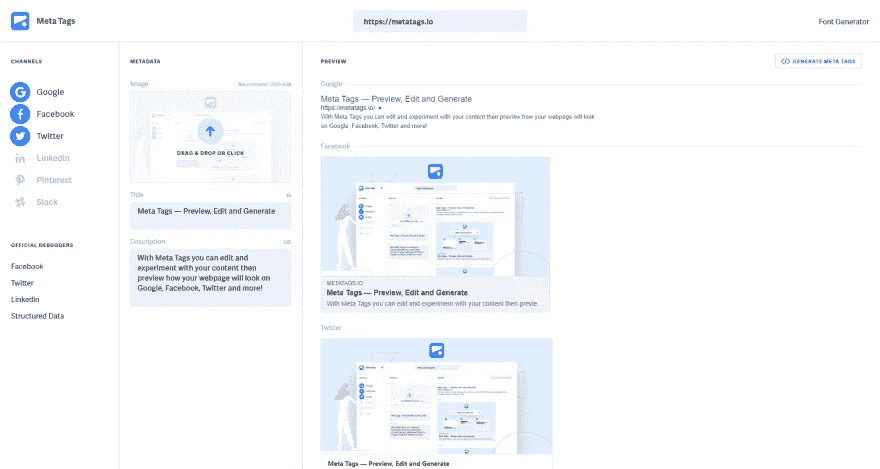 Meta Tags
https://metatags.io
Font Generator
CHANNELS
Google
Facebook
Twitter
Linkedin
Pinterest
Slack
OFFICIAL DEBUGGERS
Facebook
Twitter
Linkedin
Structured Data
METADATA
Image
DRAG & DROP OR CLICK
Title
Meta Tags — Preview, Edit and Generate
Description
With Meta Tags you can edit and
experiment with your content then
preview how your webpage will look on
Google, Facebook, Twitter and more!
PREVIEW
GENERATE META TAGS
Google
Meta Tags — Preview, Edit and Generate
https://metatags.io/
With Meta Tags you can edit and experiment with your content then preview how your webpage will look
on Google, Facebook, Twitter and more!
Facebook
METATAGS.IO
Meta Tags — Preview, Edit and Generate
With Meta Tags you can edit and experiment with your content then previe
Twitter
Meta Tags — Preview, Edit and Generate